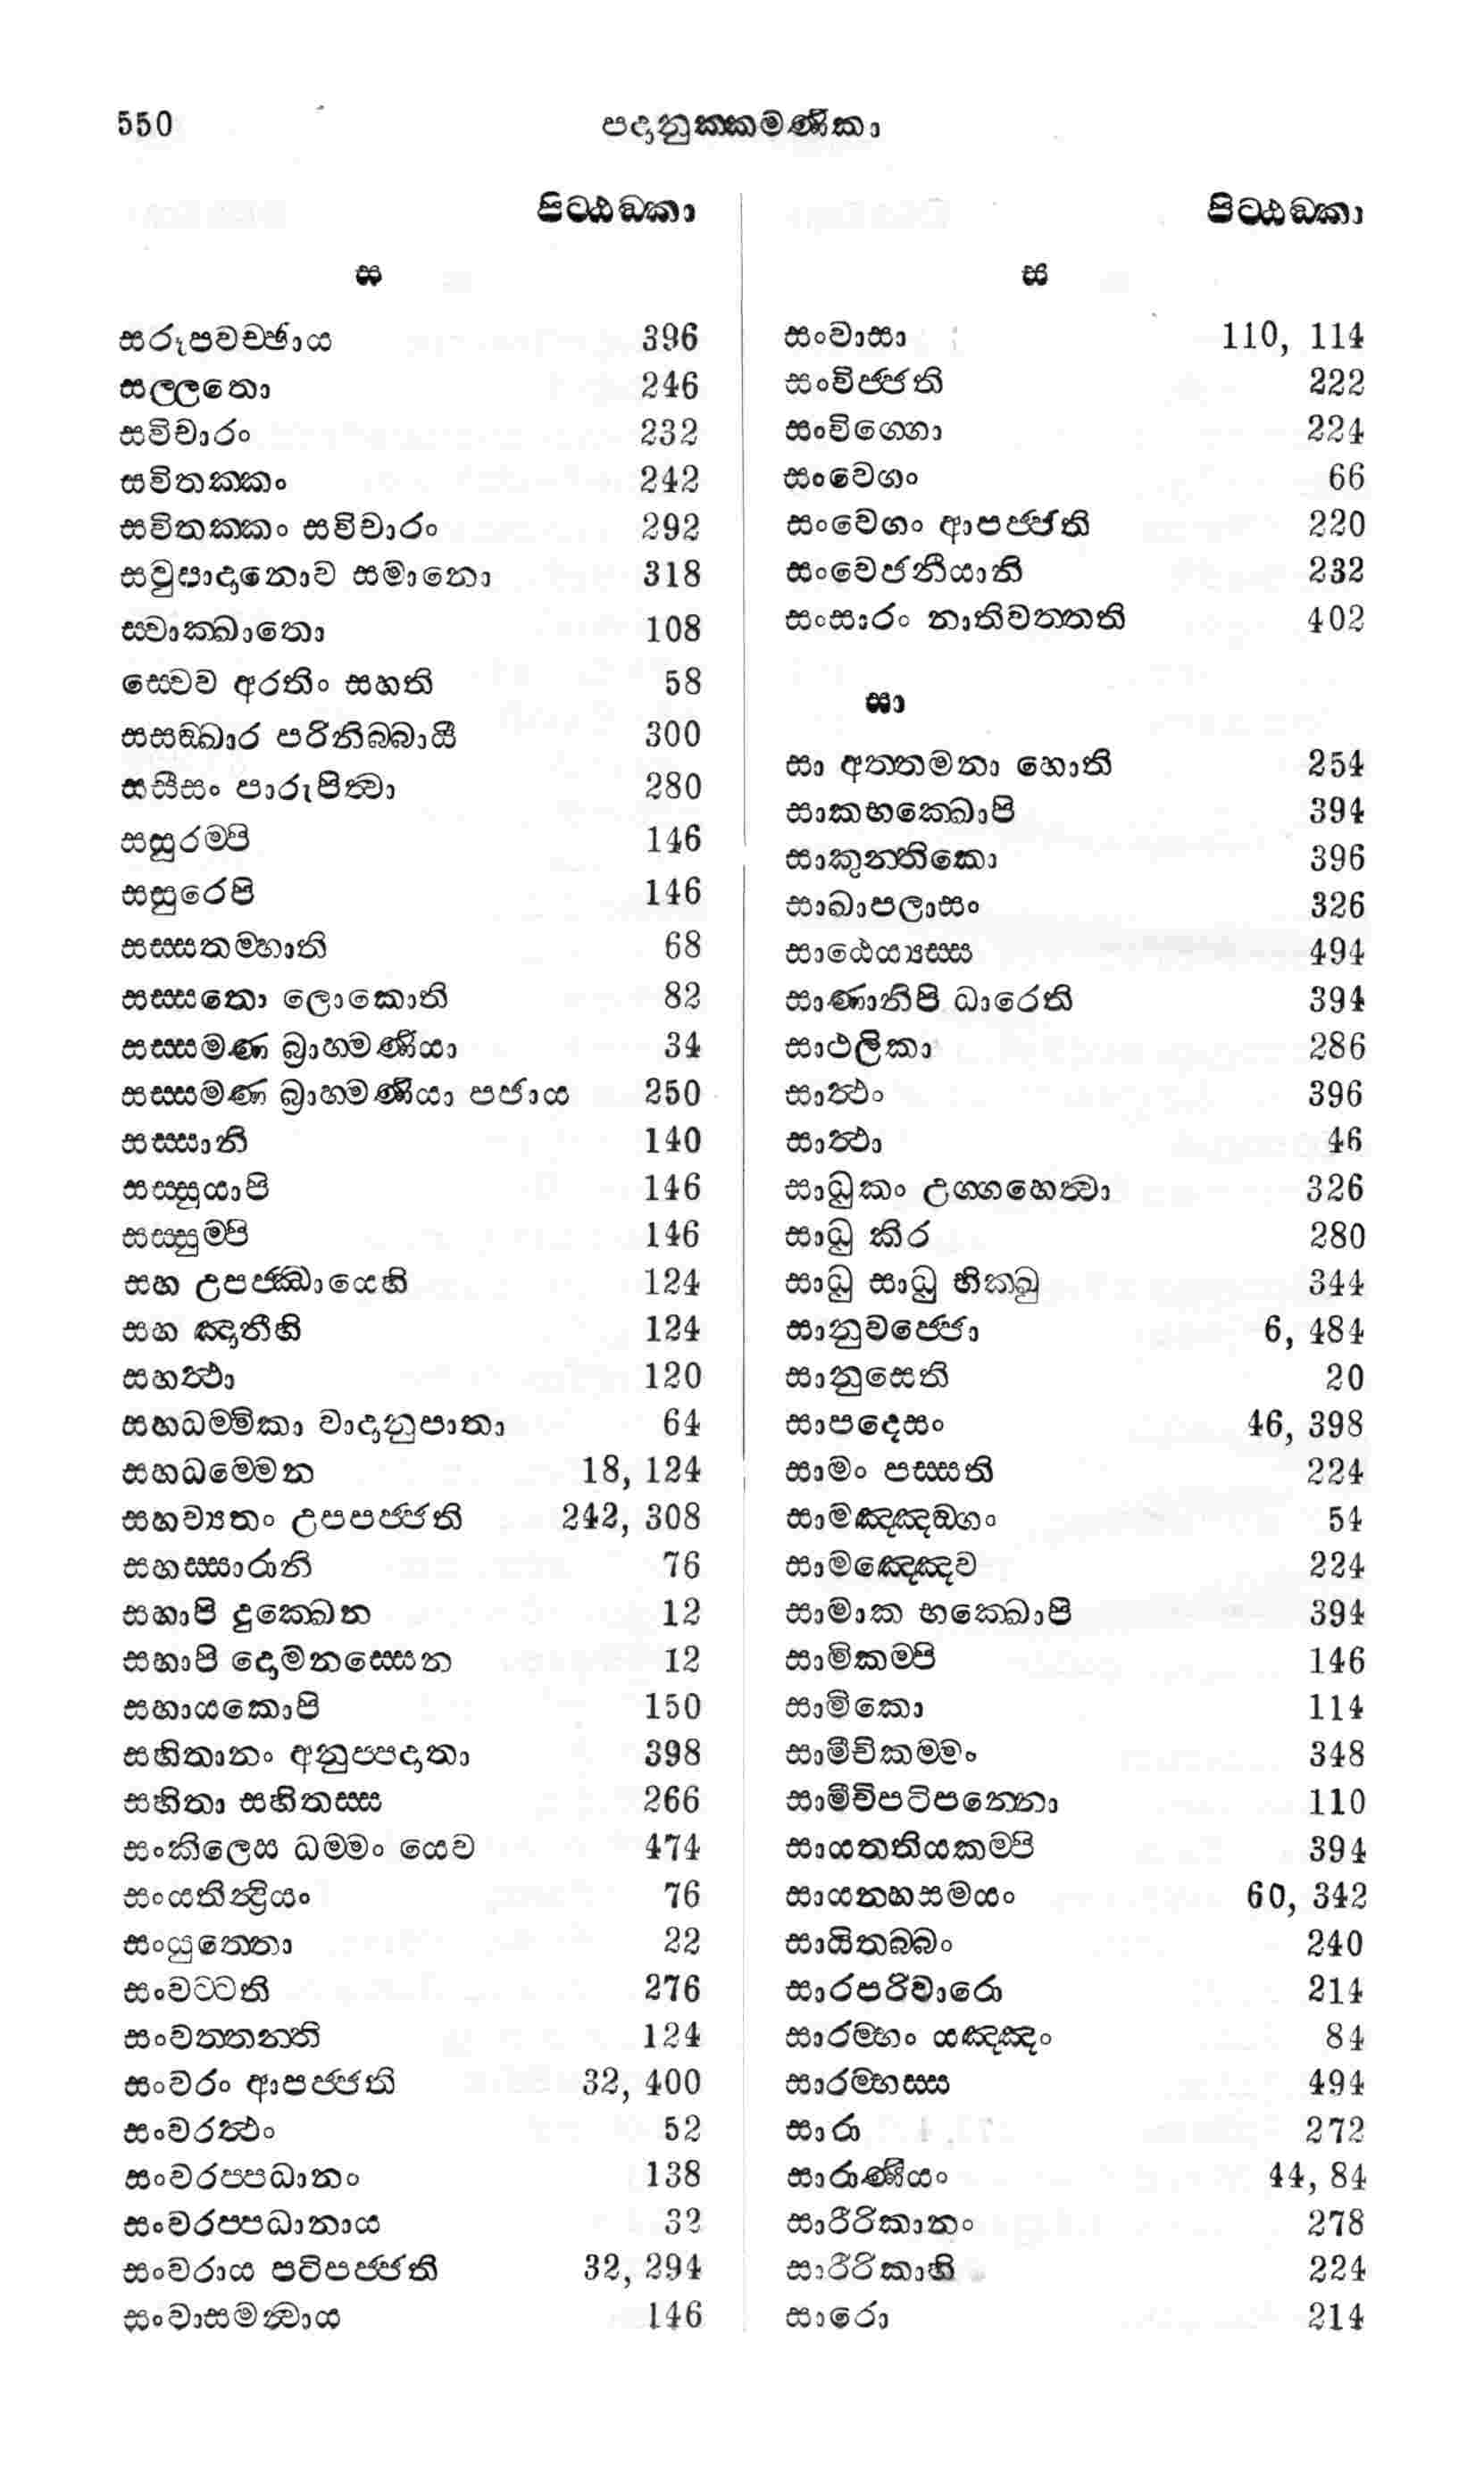 550 පදානුක්කමණිකා
පිට්ඨඞ්කා
ස
සරූපවච්ඡාය 396
සල්ලතො 246
සවිචාරං 232
සවිතක්කං 242
සවිතක්කං සවිචාරං 292
සවුපාදානොව සමානො 318
ස්වාක්ඛාතො 108
ස්වෙව අරතිං සහති 58
සසඞ්ඛාර පරිනිබ්බායී 300
සසීසං පාරුපිත්වා 280
සසුරම්පි 146
සසුරෙපි 146
සස්සතම්හාති 68
සස්සතො ලොකොති 82
සස්සමණ බ්‍රාහ්මණියා 34
සස්සමණ බ්‍රාහ්මණියා පජාය 250
සස්සානි 140
සස්සුයාපි 146
සස්සුම්පි 146
සහ උපජ්ඣායෙහි 124
සහ ඤාතීහි 124
සහත්ථා 120
සහධම්මිකා වාදානුපාතා 64
සහධම්මෙන 18, 124
සහව්‍යතං උපපජ්ජති 242, 308
සහස්සාරානි 76
සහාපි දුක්ඛෙන 12
සහාපි දොමනස්සෙන 12
සහායකොපි 150
සහිතානං අනුප්පදාතා 398
සහිතා සහිතස්ස 266
සංකිලෙස ධම්මං යෙව 474
සංයතින්ද්‍රියං 76
සංයුත්තො 22
සංවට්ටති 276
සංවත්තන්ති 124
සංවරං ආපජ්ජති 32, 400
සංවරත්ථං 52
සංවරප්පධානං 138
සංවරප්පධානාය 32
සංවරාය පටිපජ්ජති 32, 294
සංවාසමන්වාය 146
පිට්ඨඞ්කා
ස
සංවාසා 110, 114
සංවිජ්ජති 222
සංවිග්ගො 224
සංවෙගං 66
සංවෙගං ආපජ්ජති 220
සංවෙජනීයානි 232
සංසාරං නාතිවත්තති 402
සා
සා අත්තමනා හොති 254
සාකභක්ඛොපි 394
සාකුන්තිකො 396
සාඛාපලාසං 326
සාඨෙය්‍යස්ස 494
සාණානිපි ධාරෙති 394
සාථලිකා 286
සාත්ථං 396
සාත්ථා 46
සාධුකං උග්ගහෙත්වා 326
සාධු කිර 280
සාධු සාධු භික්ඛු 344
සානුවජ්ජො 6, 484
සානුසෙති 20
සාපදෙසං 46, 398
සාමං පස්සති 224
සාමඤ්ඤඞ්ගං 54
සාමඤ්ඤෙව 224
සාමාක භක්ඛොපි 394
සාමිකම්පි 146
සාමිකො 114
සාමීචිකම්මං 348
සාමීචිපටිපන්නො 110
සායතතියකම්පි 394
සායන්හසමයං 60, 342
සායිතබ්බං 240
සාරපරිවාරො 214
සාරම්භං යඤ්ඤං 84
සාරම්භස්ස 494
සාරා 272
සාරාණීයං 44, 84
සාරීරිකානං 278
සාරීරිකාහි 224
සාරො 214